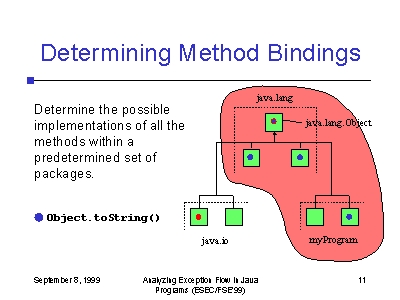 Determining Method Bindings
Determine the possible
implementations of all the
methods within a
predetermined set of
packages.
Object.toString()
java.lang
java.lang.Object
java.io
myProgram
September 8, 1999
Analyzing Exception Flow in Java
Programs (ESEC/FSE'99)
11